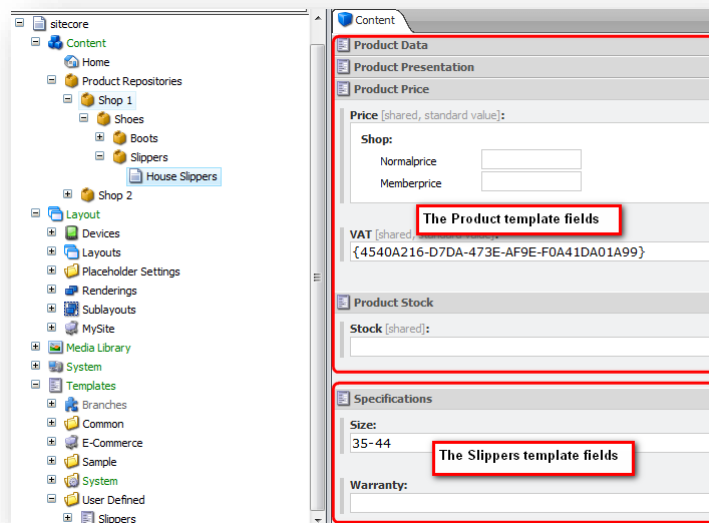 sitecore
Content
Home
Product Repositories
Shop 1
Shoes
Boots
Slippers
House Slippers
Shop 2
Layout
Devices
Layouts
Placeholder Settings
Renderings
Sublayouts
MySite
Media Library
System
Templates
Branches
Common
E-Commerce
Sample
System
User Defined
Slippers
Content
Product Data
Product Presentation
Product Price
Price [shared, standard value]:
Shop:
Normalprice
Memberprice
The Product template fields
VAT [shared, standard value]:
{4540A216-D7DA-473E-AF9E-F0A41DA01A99}
Product Stock
Stock [shared]:
Specifications
Size:
35-44
The Slippers template fields
Warranty: